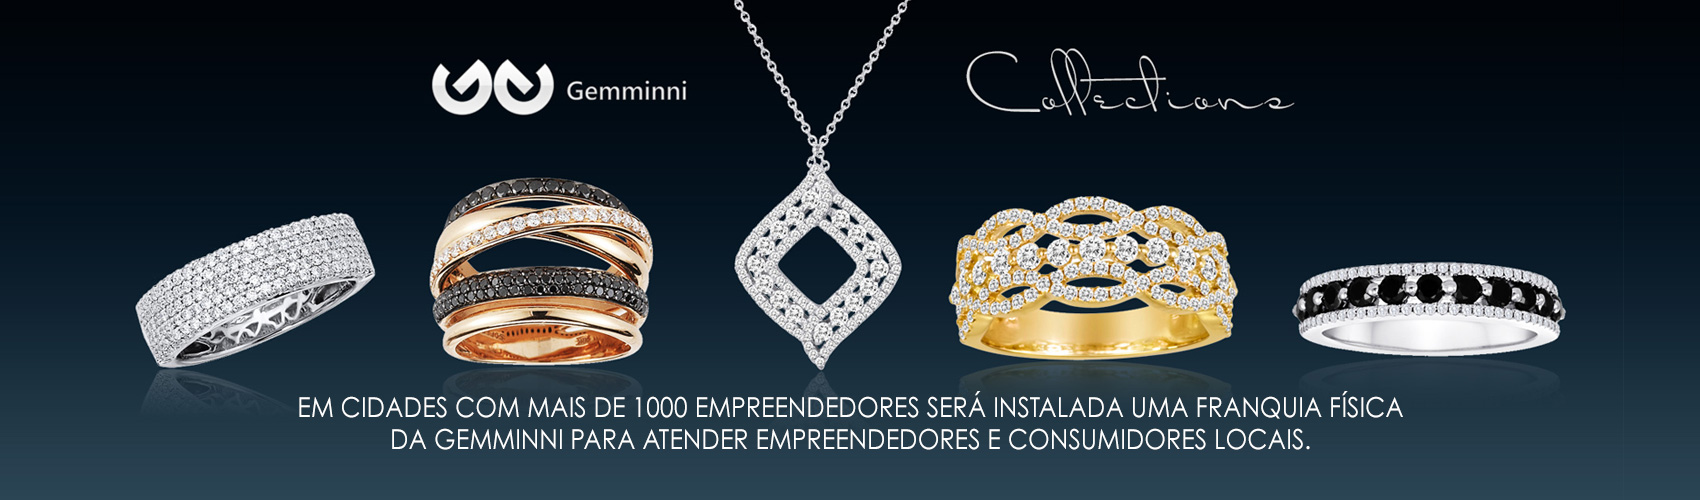 Gemminni
Collections
EM CIDADES COM MAIS DE 1000 EMPREENDEDORES SERÁ INSTALADA UMA FRANQUIA FÍSICA
DA GEMMINNI PARA ATENDER EMPREENDEDORES E CONSUMIDORES LOCAIS.